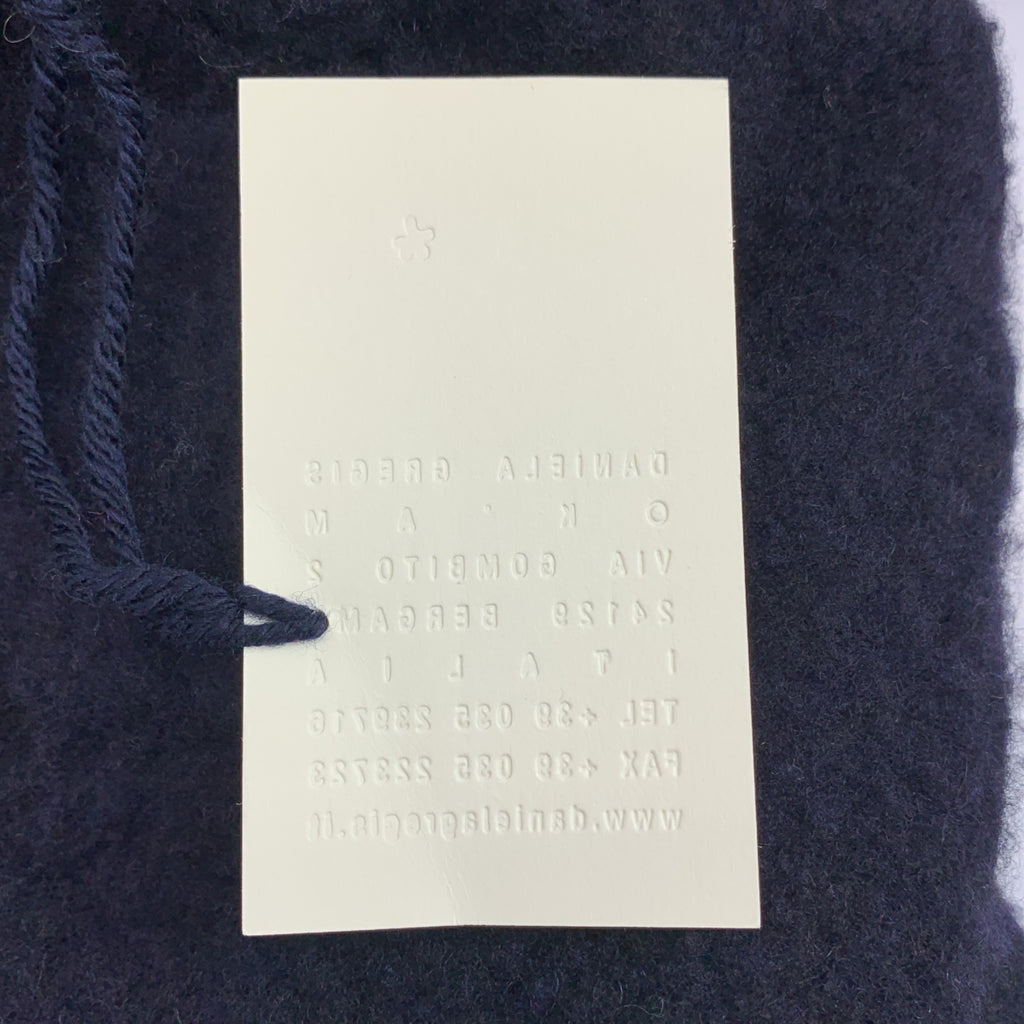 DANIELA GREGIS
O K ' A M
VIA GOMBITO 2
24129 BERGAM
I T A L I A
TEL +39 035 239716
FAX +39 035 223723
www.danielagregis.it